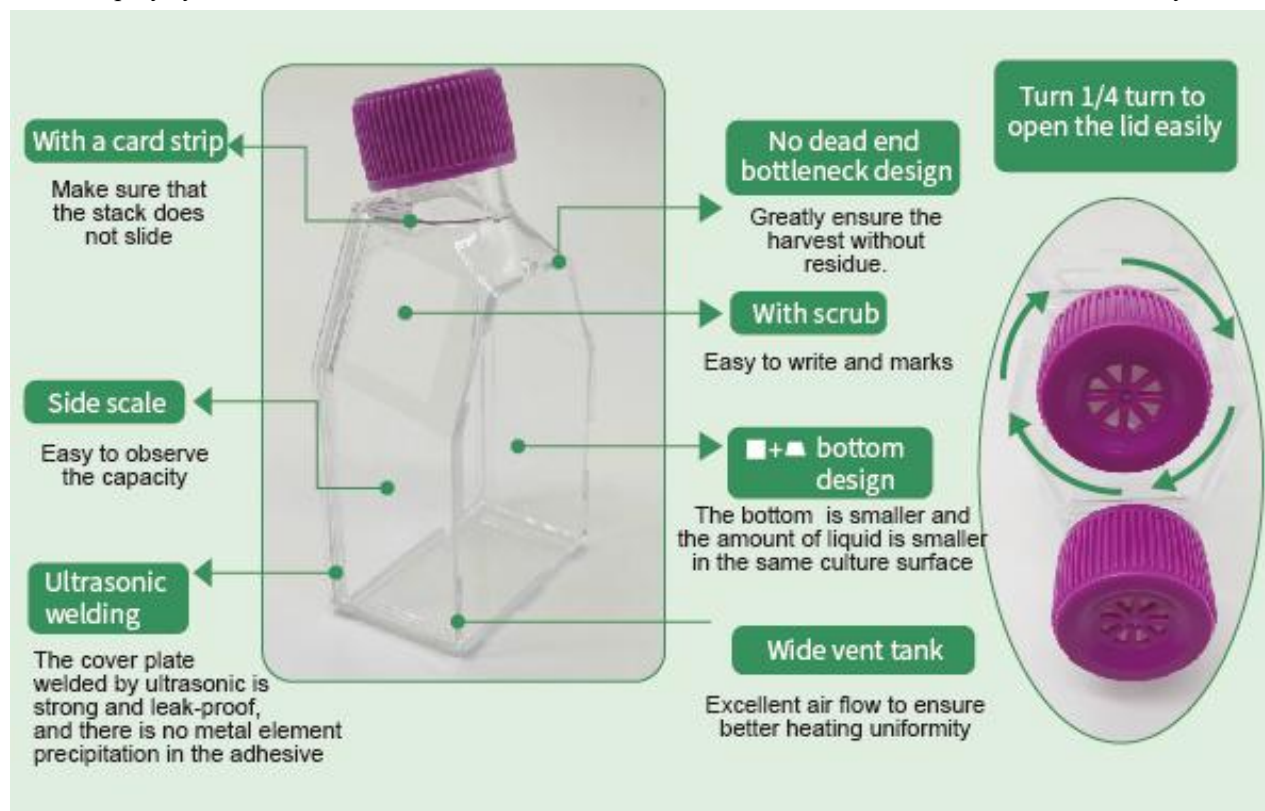 With a card strip
Make sure that
the stack does
not slide
Side scale
Easy to observe
the capacity
Ultrasonic
welding
The cover plate
welded by ultrasonic is
strong and leak-proof,
and there is no metal element
precipitation in the adhesive
No dead end
bottleneck design
Greatly ensure the
harvest without
residue.
With scrub
Easy to write and marks
■+ bottom
design
The bottom is smaller and
the amount of liquid is smaller
in the same culture surface
Wide vent tank
Excellent air flow to ensure
better heating uniformity
Turn 1/4 turn to
open the lid easily